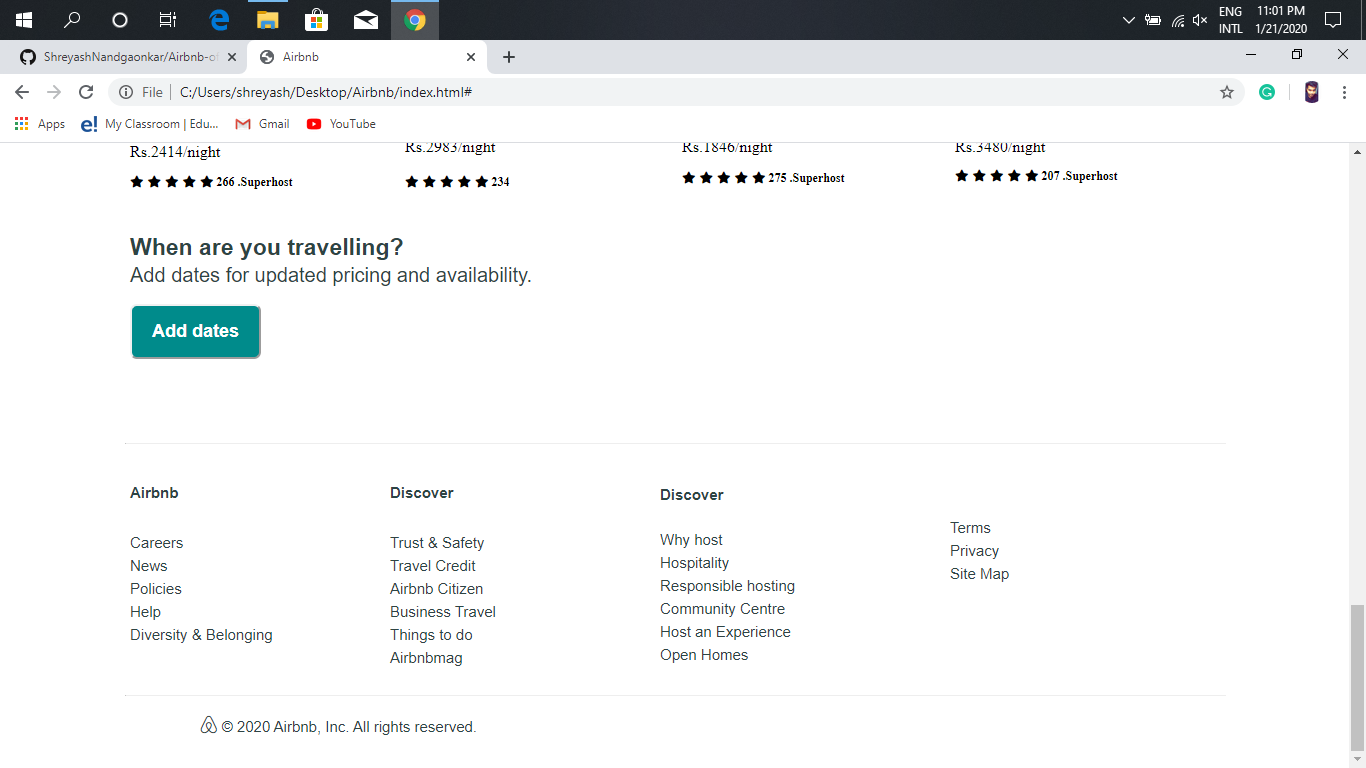 ENG 11:01 PM
INTL 1/21/2020
ShreyashNandgaonkar/Airbnb-of
Airbnb
File C:/Users/shreyash/Desktop/Airbnb/index.html#
Apps
e! My Classroom | Edu...
Gmail
YouTube
Rs.2414/night Rs.2983/night Rs.1846/night Rs.3480/night
266 .Superhost 234 275 .Superhost 207 .Superhost
When are you travelling?
Add dates for updated pricing and availability.
Add dates
Airbnb
Careers
News
Policies
Help
Diversity & Belonging
Discover
Trust & Safety
Travel Credit
Airbnb Citizen
Business Travel
Things to do
Airbnbmag
Discover
Why host
Hospitality
Responsible hosting
Community Centre
Host an Experience
Open Homes
Terms
Privacy
Site Map
© 2020 Airbnb, Inc. All rights reserved.